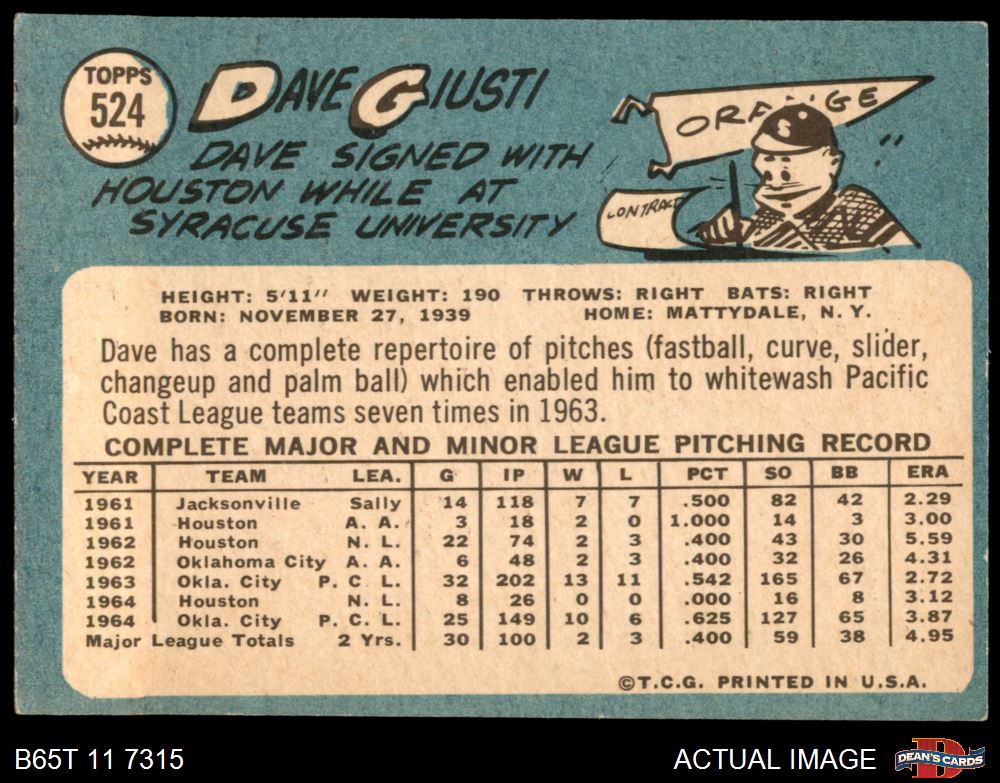 TOPPS
524
DAVE GIUSTI
DAVE SIGNED WITH
HOUSTON WHILE AT
SYRACUSE UNIVERSITY
ORANGE
S
CONTRACT
HEIGHT: 5'11" WEIGHT: 190 THROWS: RIGHT BATS: RIGHT
BORN: NOVEMBER 27, 1939 HOME: MATTYDALE, N. Y.
Dave has a complete repertoire of pitches (fastball, curve, slider,
changeup and palm ball) which enabled him to whitewash Pacific
Coast League teams seven times in 1963.
COMPLETE MAJOR AND MINOR LEAGUE PITCHING RECORD
YEAR TEAM LEA. G IP W L PCT SO BB ERA
1961 Jacksonville Sally 14 118 7 7 .500 82 42 2.29
1961 Houston A. A. 3 18 2 0 1.000 14 3 3.00
1962 Houston N. L. 22 74 2 3 .400 43 30 5.59
1962 Oklahoma City A. A. 6 48 2 3 .400 32 26 4.31
1963 Okla. City P. C. L. 32 202 13 11 .542 165 67 2.72
1964 Houston N. L. 8 26 0 0 .000 16 8 3.12
1964 Okla. City P. C. L. 25 149 10 6 .625 127 65 3.87
Major League Totals 2 Yrs. 30 100 2 3 .400 59 38 4.95
©T.C.G. PRINTED IN U.S.A.
B65T 11 7315 ACTUAL IMAGE DEAN'S CARDS